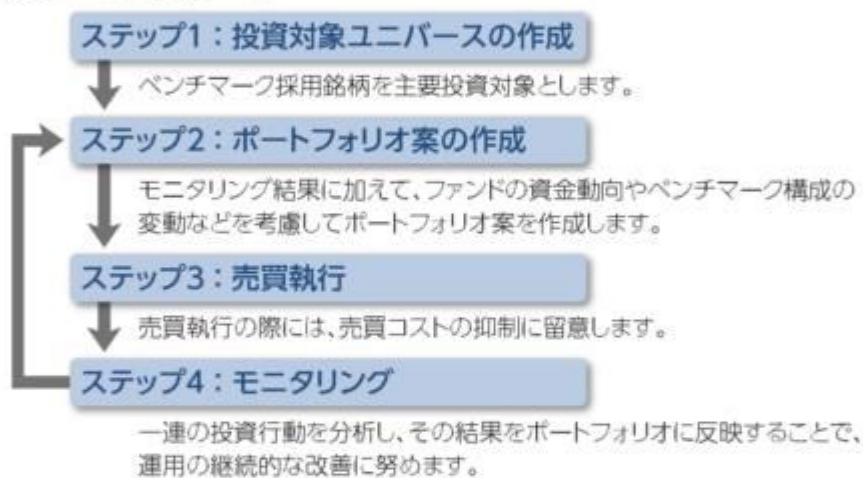 ステップ1：投資対象ユニバースの作成
ベンチマーク採用銘柄を主要投資対象とします。
ステップ2：ポートフォリオ案の作成
モニタリング結果に加えて、ファンドの資金動向やベンチマーク構成の
変動などを考慮してポートフォリオ案を作成します。
ステップ3：売買執行
売買執行の際には、売買コストの抑制に留意します。
ステップ4：モニタリング
一連の投資行動を分析し、その結果をポートフォリオに反映することで、
運用の継続的な改善に努めます。